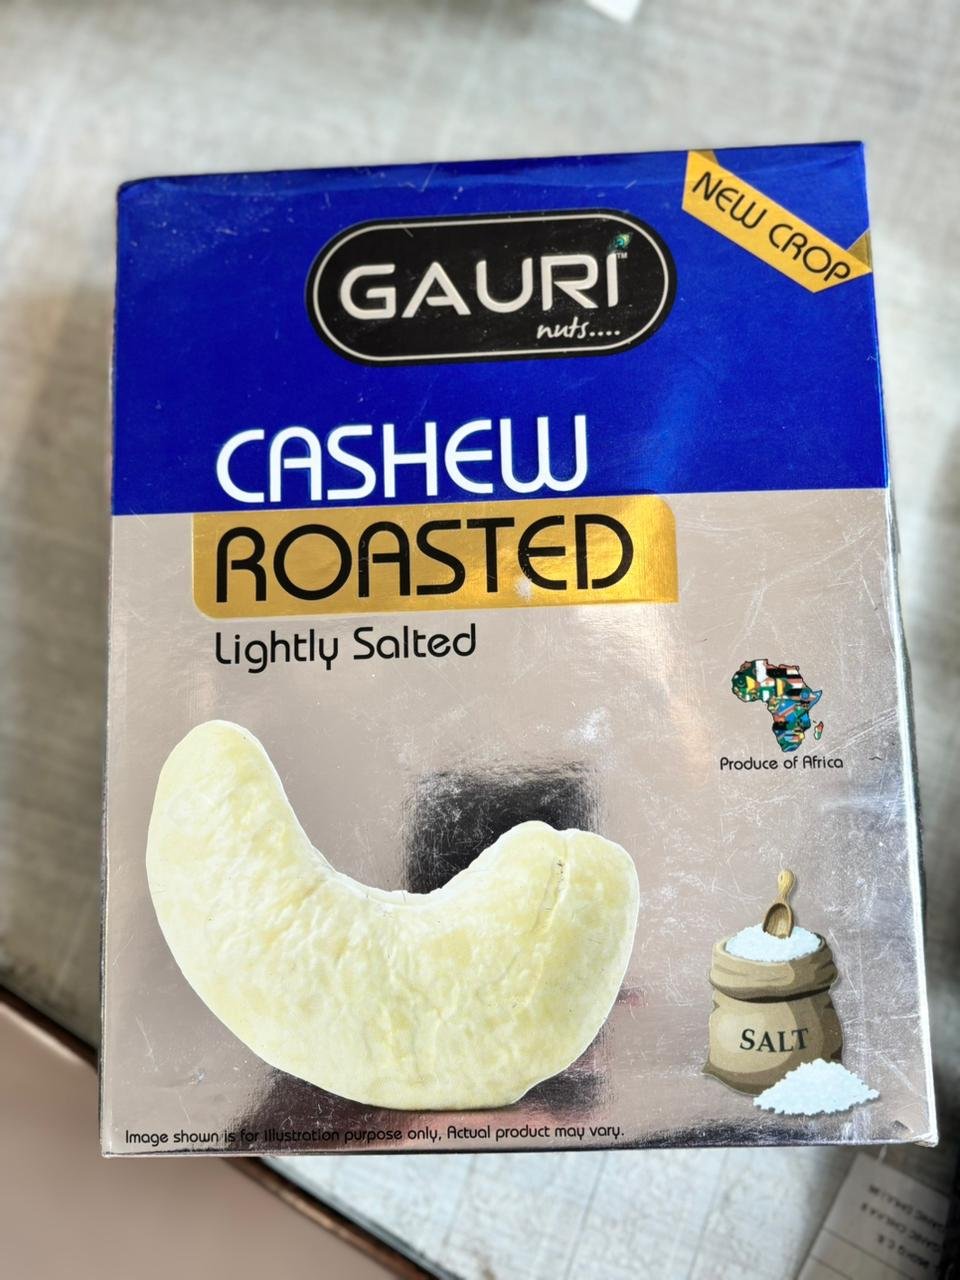 NEW CROP
GAURI™
nuts....
CASHEW
ROASTED
Lightly Salted
Produce of Africa
SALT
Image shown is for Illustration purpose only, Actual product may vary.